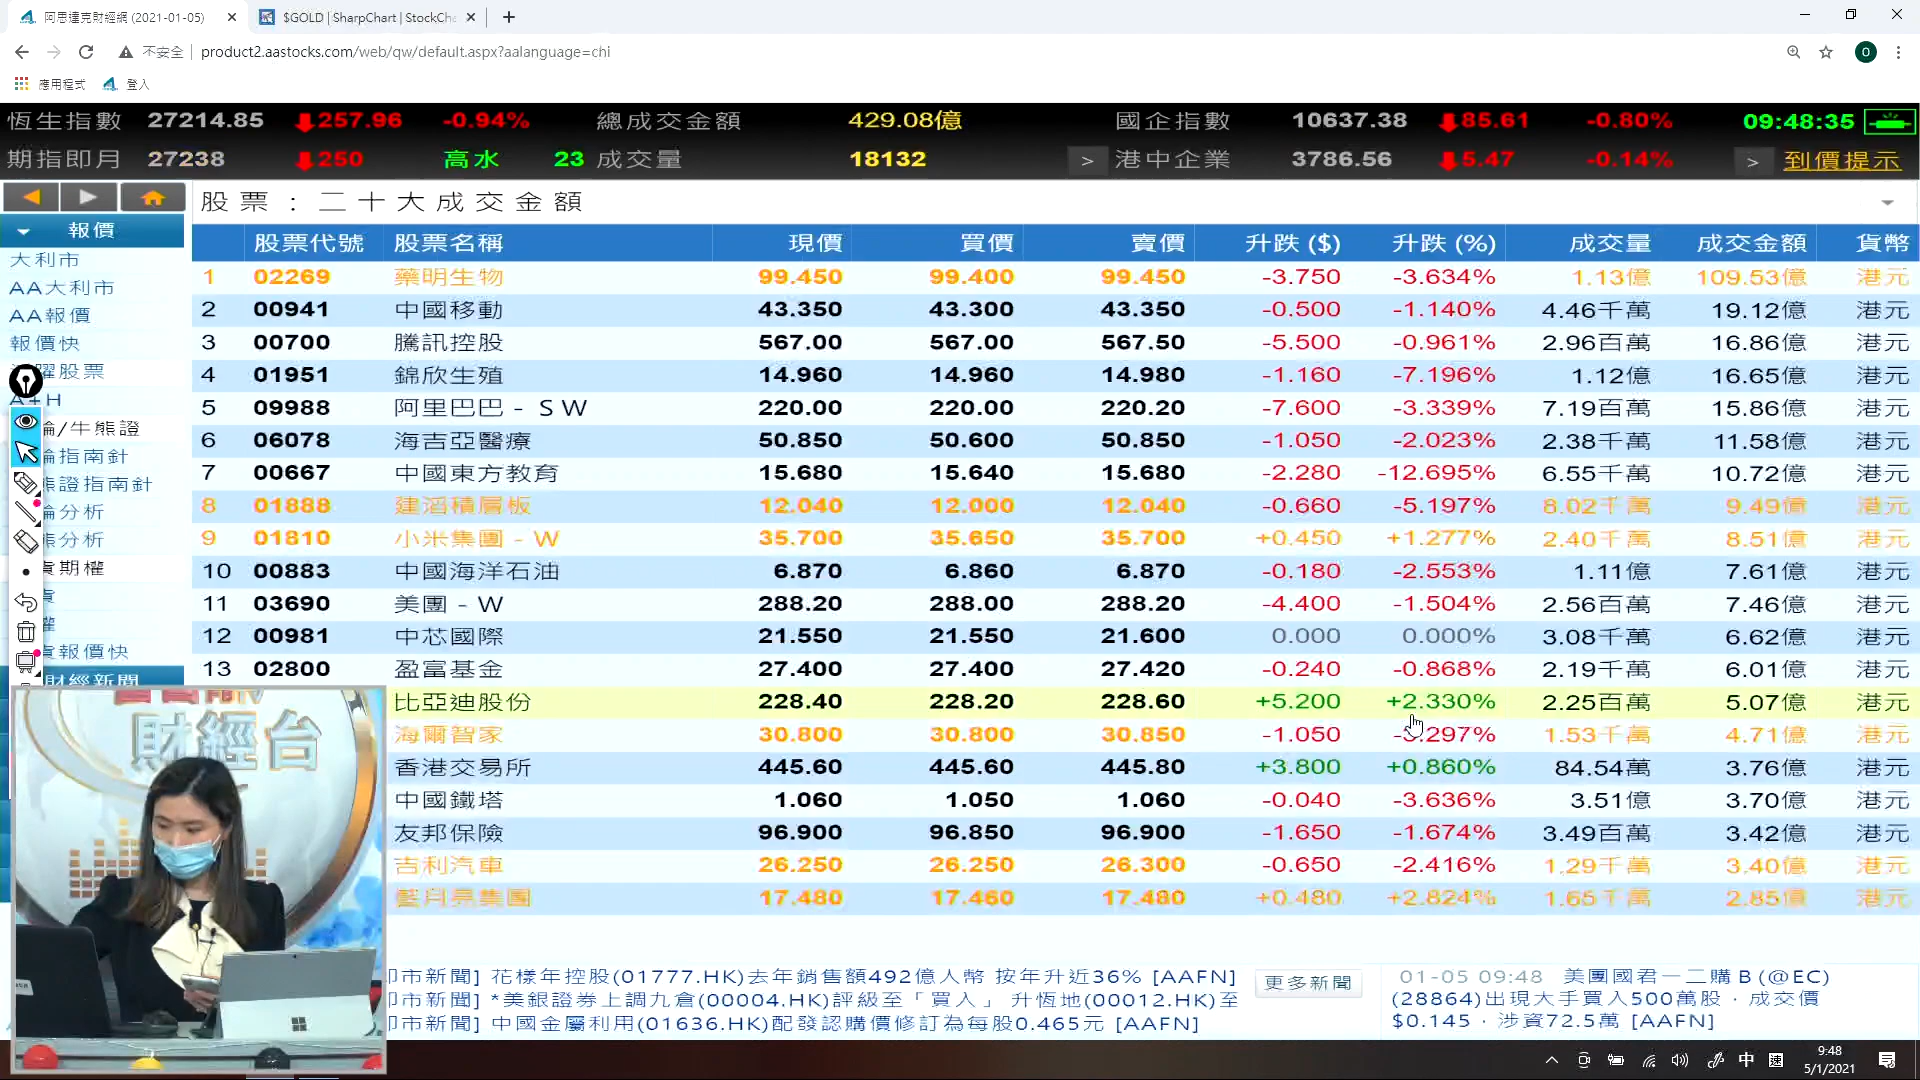 阿思達克財經網 (2021-01-05)
$GOLD | SharpChart | StockCha
不安全 product2.aastocks.com/web/qw/default.aspx?aalanguage=chi
應用程式 登入
恆生指數 27214.85 257.96 -0.94% 總成交金額 429.08億 國企指數 10637.38 85.61 -0.80% 09:48:35
期指即月 27238 250 高水 23 成交量 18132 > 港中企業 3786.56 5.47 -0.14% > 到價提示
股票：二十大成交金額
報價
大利市
AA大利市
AA報價
報價快
躍股票
A+H
輪/牛熊證
輪指南針
熊證指南針
輪分析
熊分析
貨期權
貨
權
貨報價快
財經新聞
股票代號 股票名稱 現價 買價 賣價 升跌 ($) 升跌 (%) 成交量 成交金額 貨幣
1 02269 藥明生物 99.450 99.400 99.450 -3.750 -3.634% 1.13億 109.53億 港元
2 00941 中國移動 43.350 43.300 43.350 -0.500 -1.140% 4.46千萬 19.12億 港元
3 00700 騰訊控股 567.00 567.00 567.50 -5.500 -0.961% 2.96百萬 16.86億 港元
4 01951 錦欣生殖 14.960 14.960 14.980 -1.160 -7.196% 1.12億 16.65億 港元
5 09988 阿里巴巴 - ＳＷ 220.00 220.00 220.20 -7.600 -3.339% 7.19百萬 15.86億 港元
6 06078 海吉亞醫療 50.850 50.600 50.850 -1.050 -2.023% 2.38千萬 11.58億 港元
7 00667 中國東方教育 15.680 15.640 15.680 -2.280 -12.695% 6.55千萬 10.72億 港元
8 01888 建滔積層板 12.040 12.000 12.040 -0.660 -5.197% 8.02千萬 9.49億 港元
9 01810 小米集團 - W 35.700 35.650 35.700 +0.450 +1.277% 2.40千萬 8.51億 港元
10 00883 中國海洋石油 6.870 6.860 6.870 -0.180 -2.553% 1.11億 7.61億 港元
11 03690 美團 - W 288.20 288.00 288.20 -4.400 -1.504% 2.56百萬 7.46億 港元
12 00981 中芯國際 21.550 21.550 21.600 0.000 0.000% 3.08千萬 6.62億 港元
13 02800 盈富基金 27.400 27.400 27.420 -0.240 -0.868% 2.19千萬 6.01億 港元
比亞迪股份 228.40 228.20 228.60 +5.200 +2.330% 2.25百萬 5.07億 港元
海爾智家 30.800 30.800 30.850 -1.050 -3.297% 1.53千萬 4.71億 港元
香港交易所 445.60 445.60 445.80 +3.800 +0.860% 84.54萬 3.76億 港元
中國鐵塔 1.060 1.050 1.060 -0.040 -3.636% 3.51億 3.70億 港元
友邦保險 96.900 96.850 96.900 -1.650 -1.674% 3.49百萬 3.42億 港元
吉利汽車 26.250 26.250 26.300 -0.650 -2.416% 1.29千萬 3.40億 港元
藍月亮集團 17.480 17.460 17.480 +0.480 +2.824% 1.65千萬 2.85億 港元
財經台
即市新聞] 花樣年控股(01777.HK)去年銷售額492億人幣 按年升近36% [AAFN]
即市新聞] *美銀證券上調九倉(00004.HK)評級至「買入」 升恆地(00012.HK)至
即市新聞] 中國金屬利用(01636.HK)配發認購價修訂為每股0.465元 [AAFN]
更多新聞
01-05 09:48 美團國君一二購Ｂ(@EC)
(28864)出現大手買入500萬股﹐成交價
$0.145﹐涉資72.5萬 [AAFN]
中 速 9:48
5/1/2021